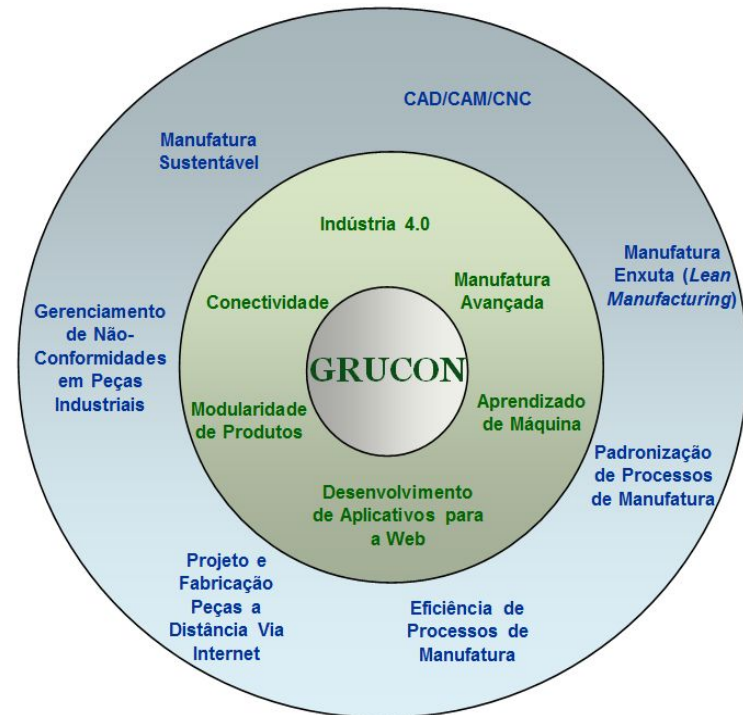 CAD/CAM/CNC
Manufatura
Sustentável
Indústria 4.0
Manufatura
Enxuta (Lean
Manufacturing)
Manufatura
Avançada
Conectividade
Gerenciamento
de Não-
Conformidades
em Peças
Industriais
GRUCON
Modularidade
de Produtos
Aprendizado
de Máquina
Padronização
de Processos
de Manufatura
Desenvolvimento
de Aplicativos para
a Web
Projeto e
Fabricação
Peças a
Distância Via
Internet
Eficiência de
Processos de
Manufatura